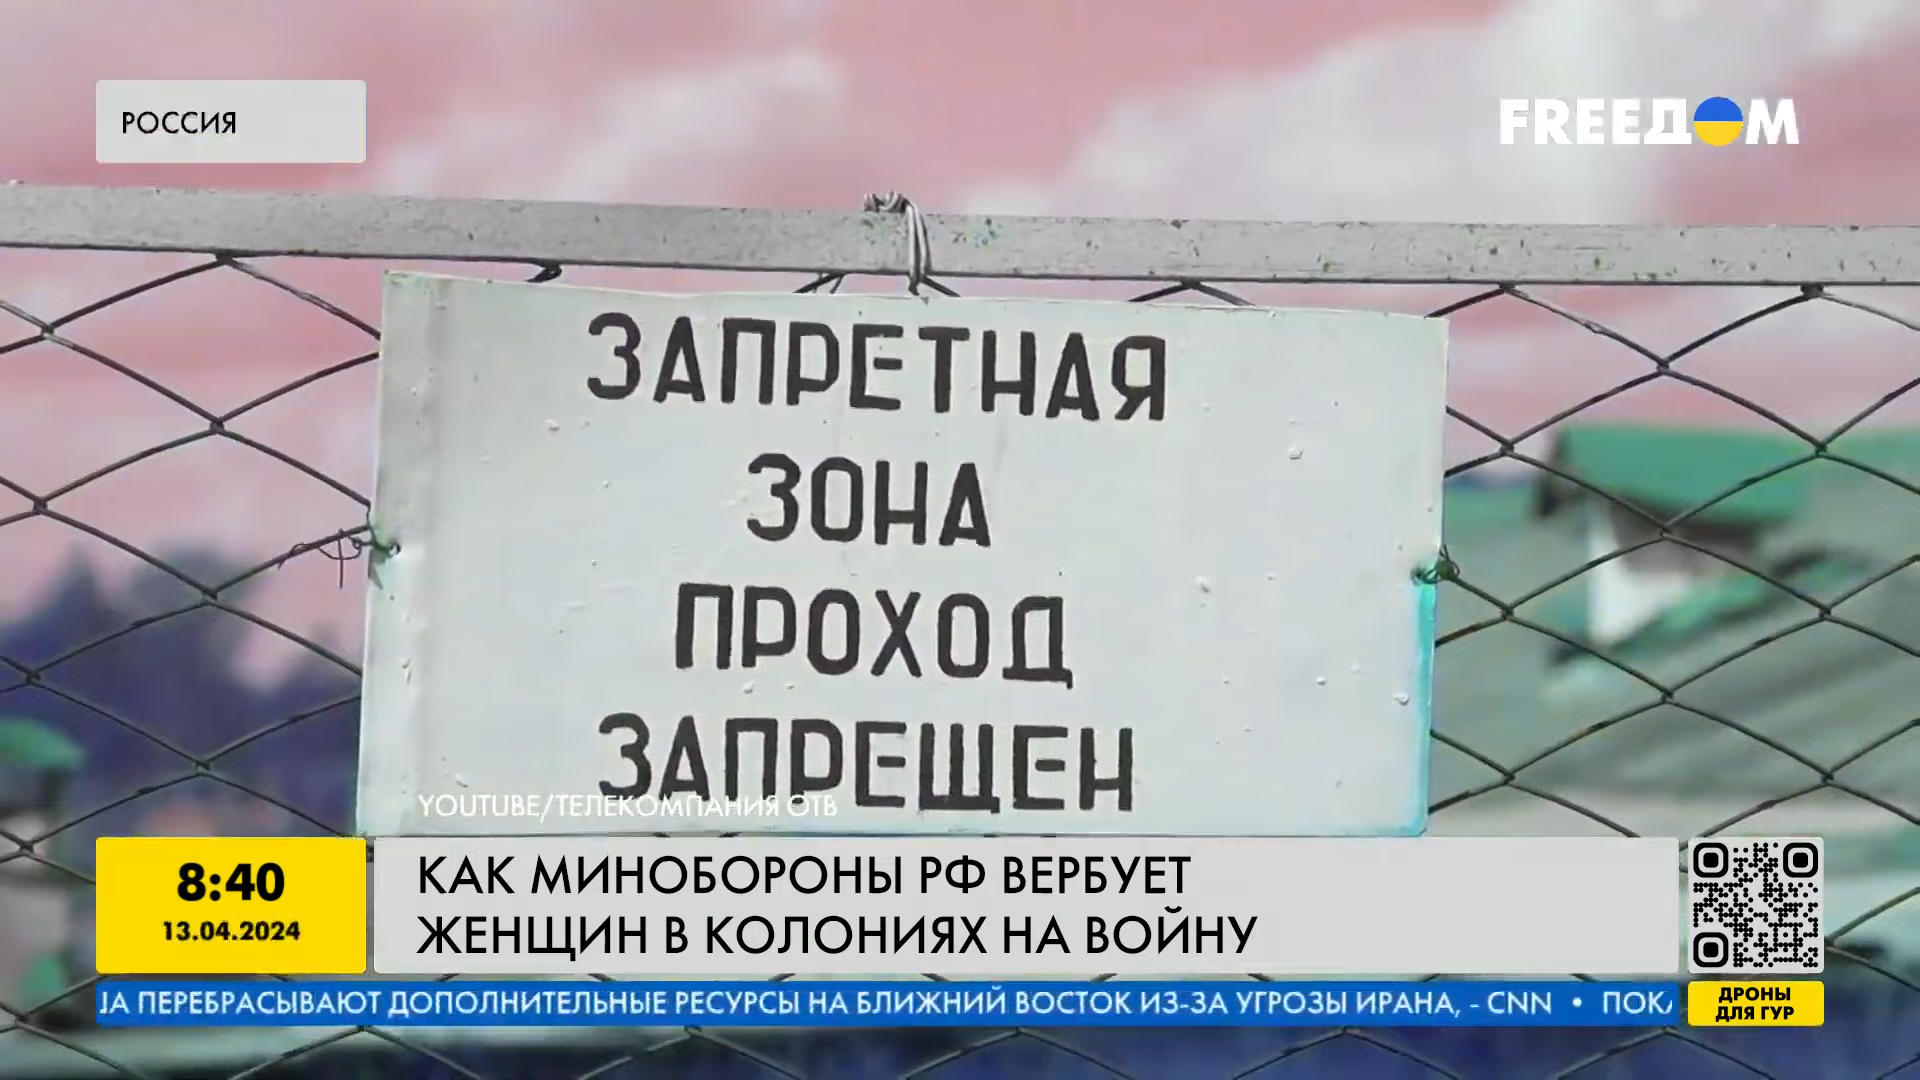 РОССИЯ
FREEДOM
ЗАПРЕТНАЯ
ЗОНА
ПРОХОД
ЗАПРЕЩЕН
YOUTUBE/ТЕЛЕКОМПАНИЯ ОТВ
8:40
13.04.2024
КАК МИНОБОРОНЫ РФ ВЕРБУЕТ
ЖЕНЩИН В КОЛОНИЯХ НА ВОЙНУ
ПЕРЕБРАСЫВАЮТ ДОПОЛНИТЕЛЬНЫЕ РЕСУРСЫ НА БЛИЖНИЙ ВОСТОК ИЗ-ЗА УГРОЗЫ ИРАНА, - CNN •
ДРОНЫ
ДЛЯ ГУР